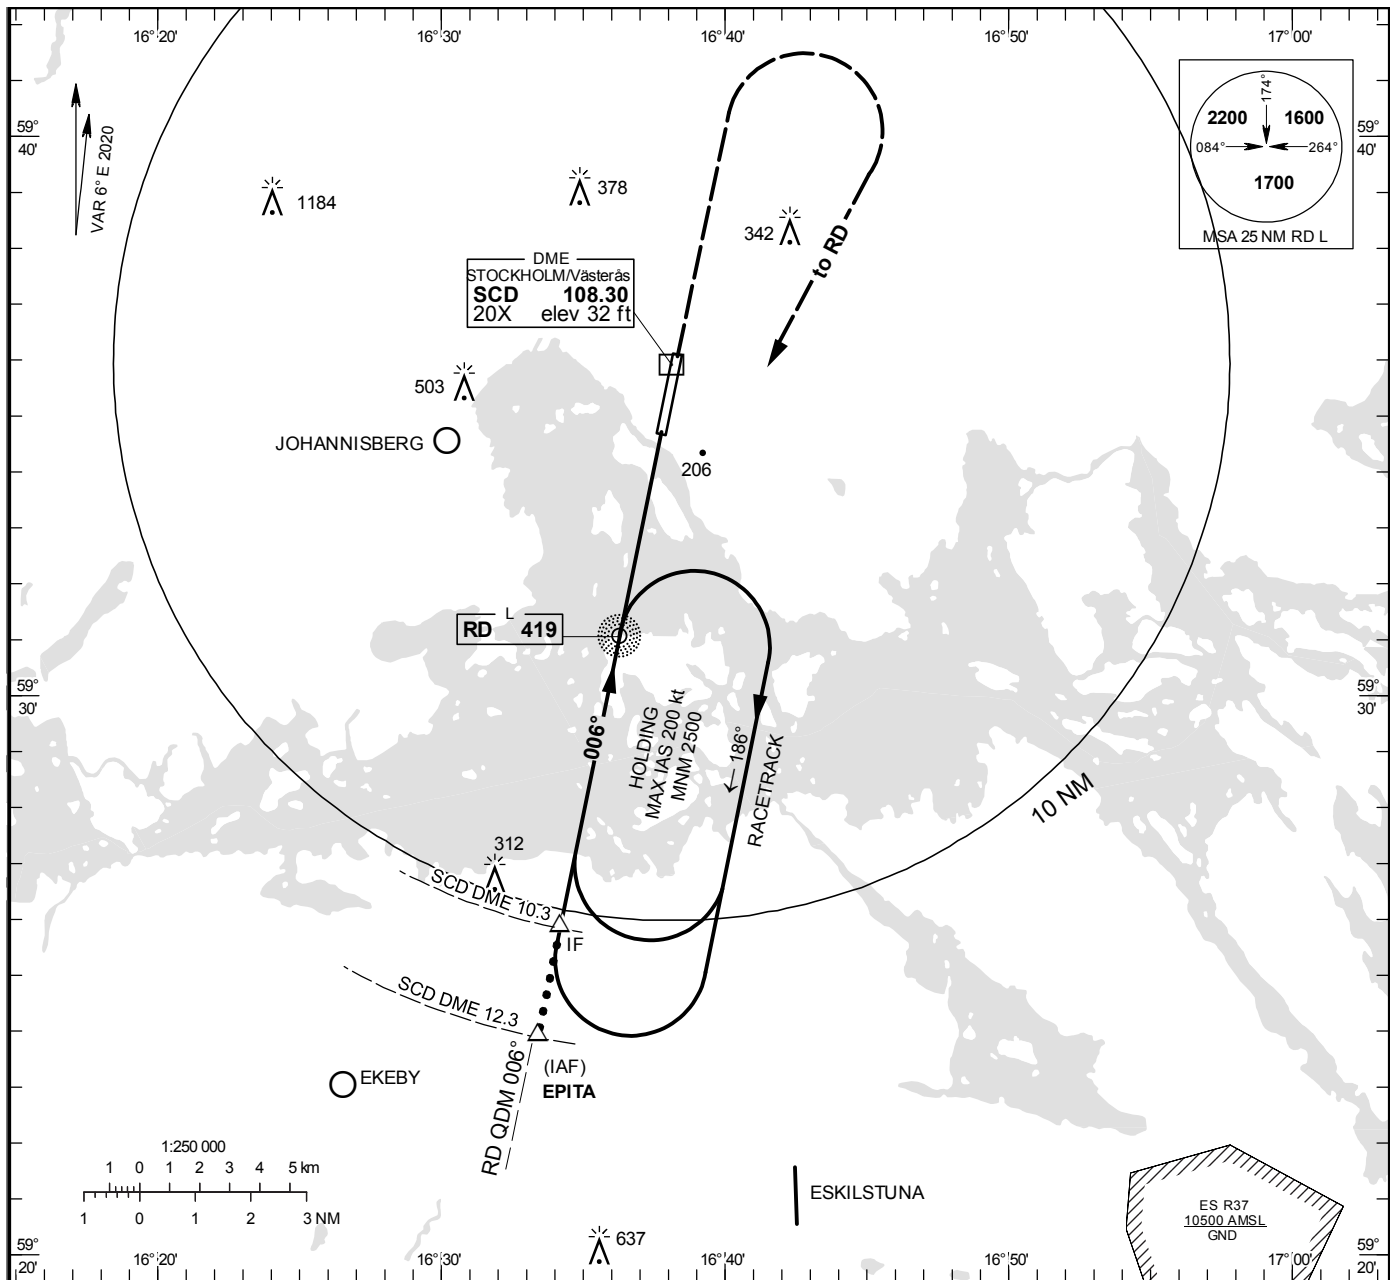 16°20'
16°30'
16°40'
16°50'
17°00'
59°
40'
59°
40'
VAR 6° E 2020
174°
2200
1600
084°
264°
1700
MSA 25 NM RD L
1184
378
342
to RD
DME
STOCKHOLM/Västerås
SCD 108.30
20X elev 32 ft
503
JOHANNISBERG
206
L
RD 419
59°
30'
59°
30'
006°
HOLDING
MAX IAS 200 kt
MNM 2500
186°
RACETRACK
10 NM
312
SCD DME 10.3
IF
SCD DME 12.3
(IAF)
EPITA
RD QDM 006°
EKEBY
1:250 000
1 0 1 2 3 4 5 km
1 0 1 2 3 NM
ESKILSTUNA
ES R37
10500 AMSL
GND
637
59°
20'
59°
20'
16°20'
16°30'
16°40'
16°50'
17°00'